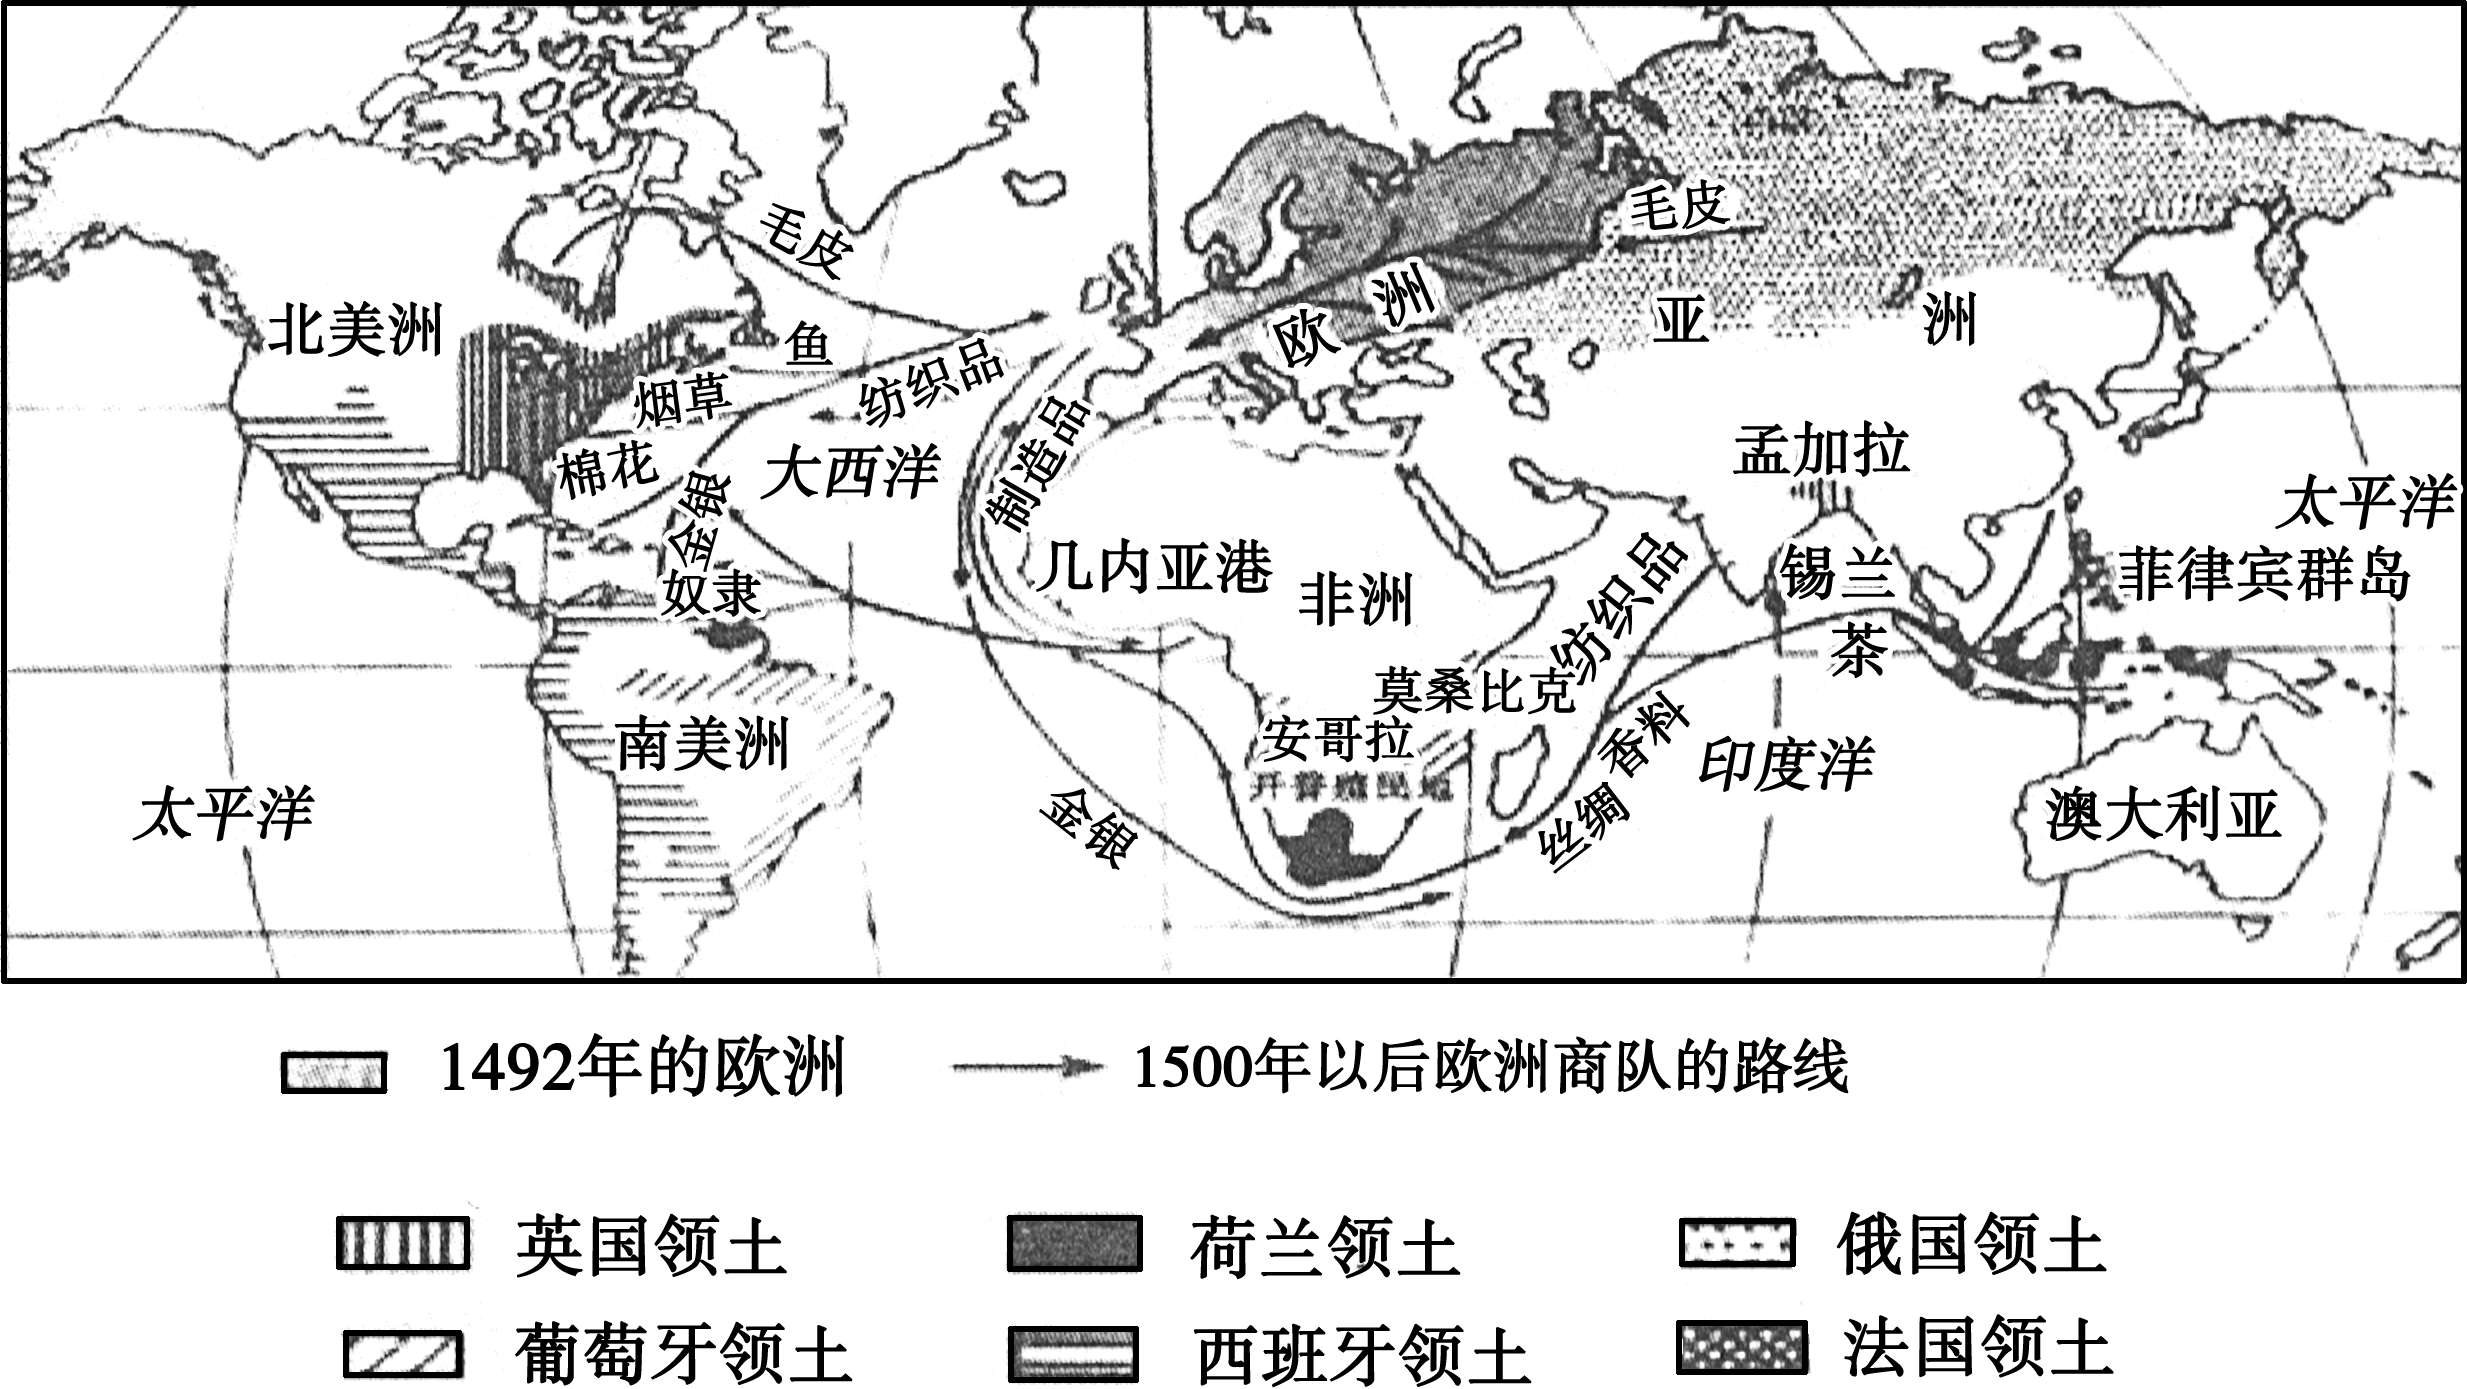 毛皮
毛皮
北美洲
鱼
欧洲
亚洲
烟草
纺织品
制造品
棉花
大西洋
孟加拉
金银
太平洋
几内亚港
非洲
纺织品
锡兰
菲律宾群岛
奴隶
茶
莫桑比克
南美洲
安哥拉
香料
印度洋
太平洋
金银
丝绸
澳大利亚
1492年的欧洲
1500年以后欧洲商队的路线
英国领土
荷兰领土
俄国领土
葡萄牙领土
西班牙领土
法国领土